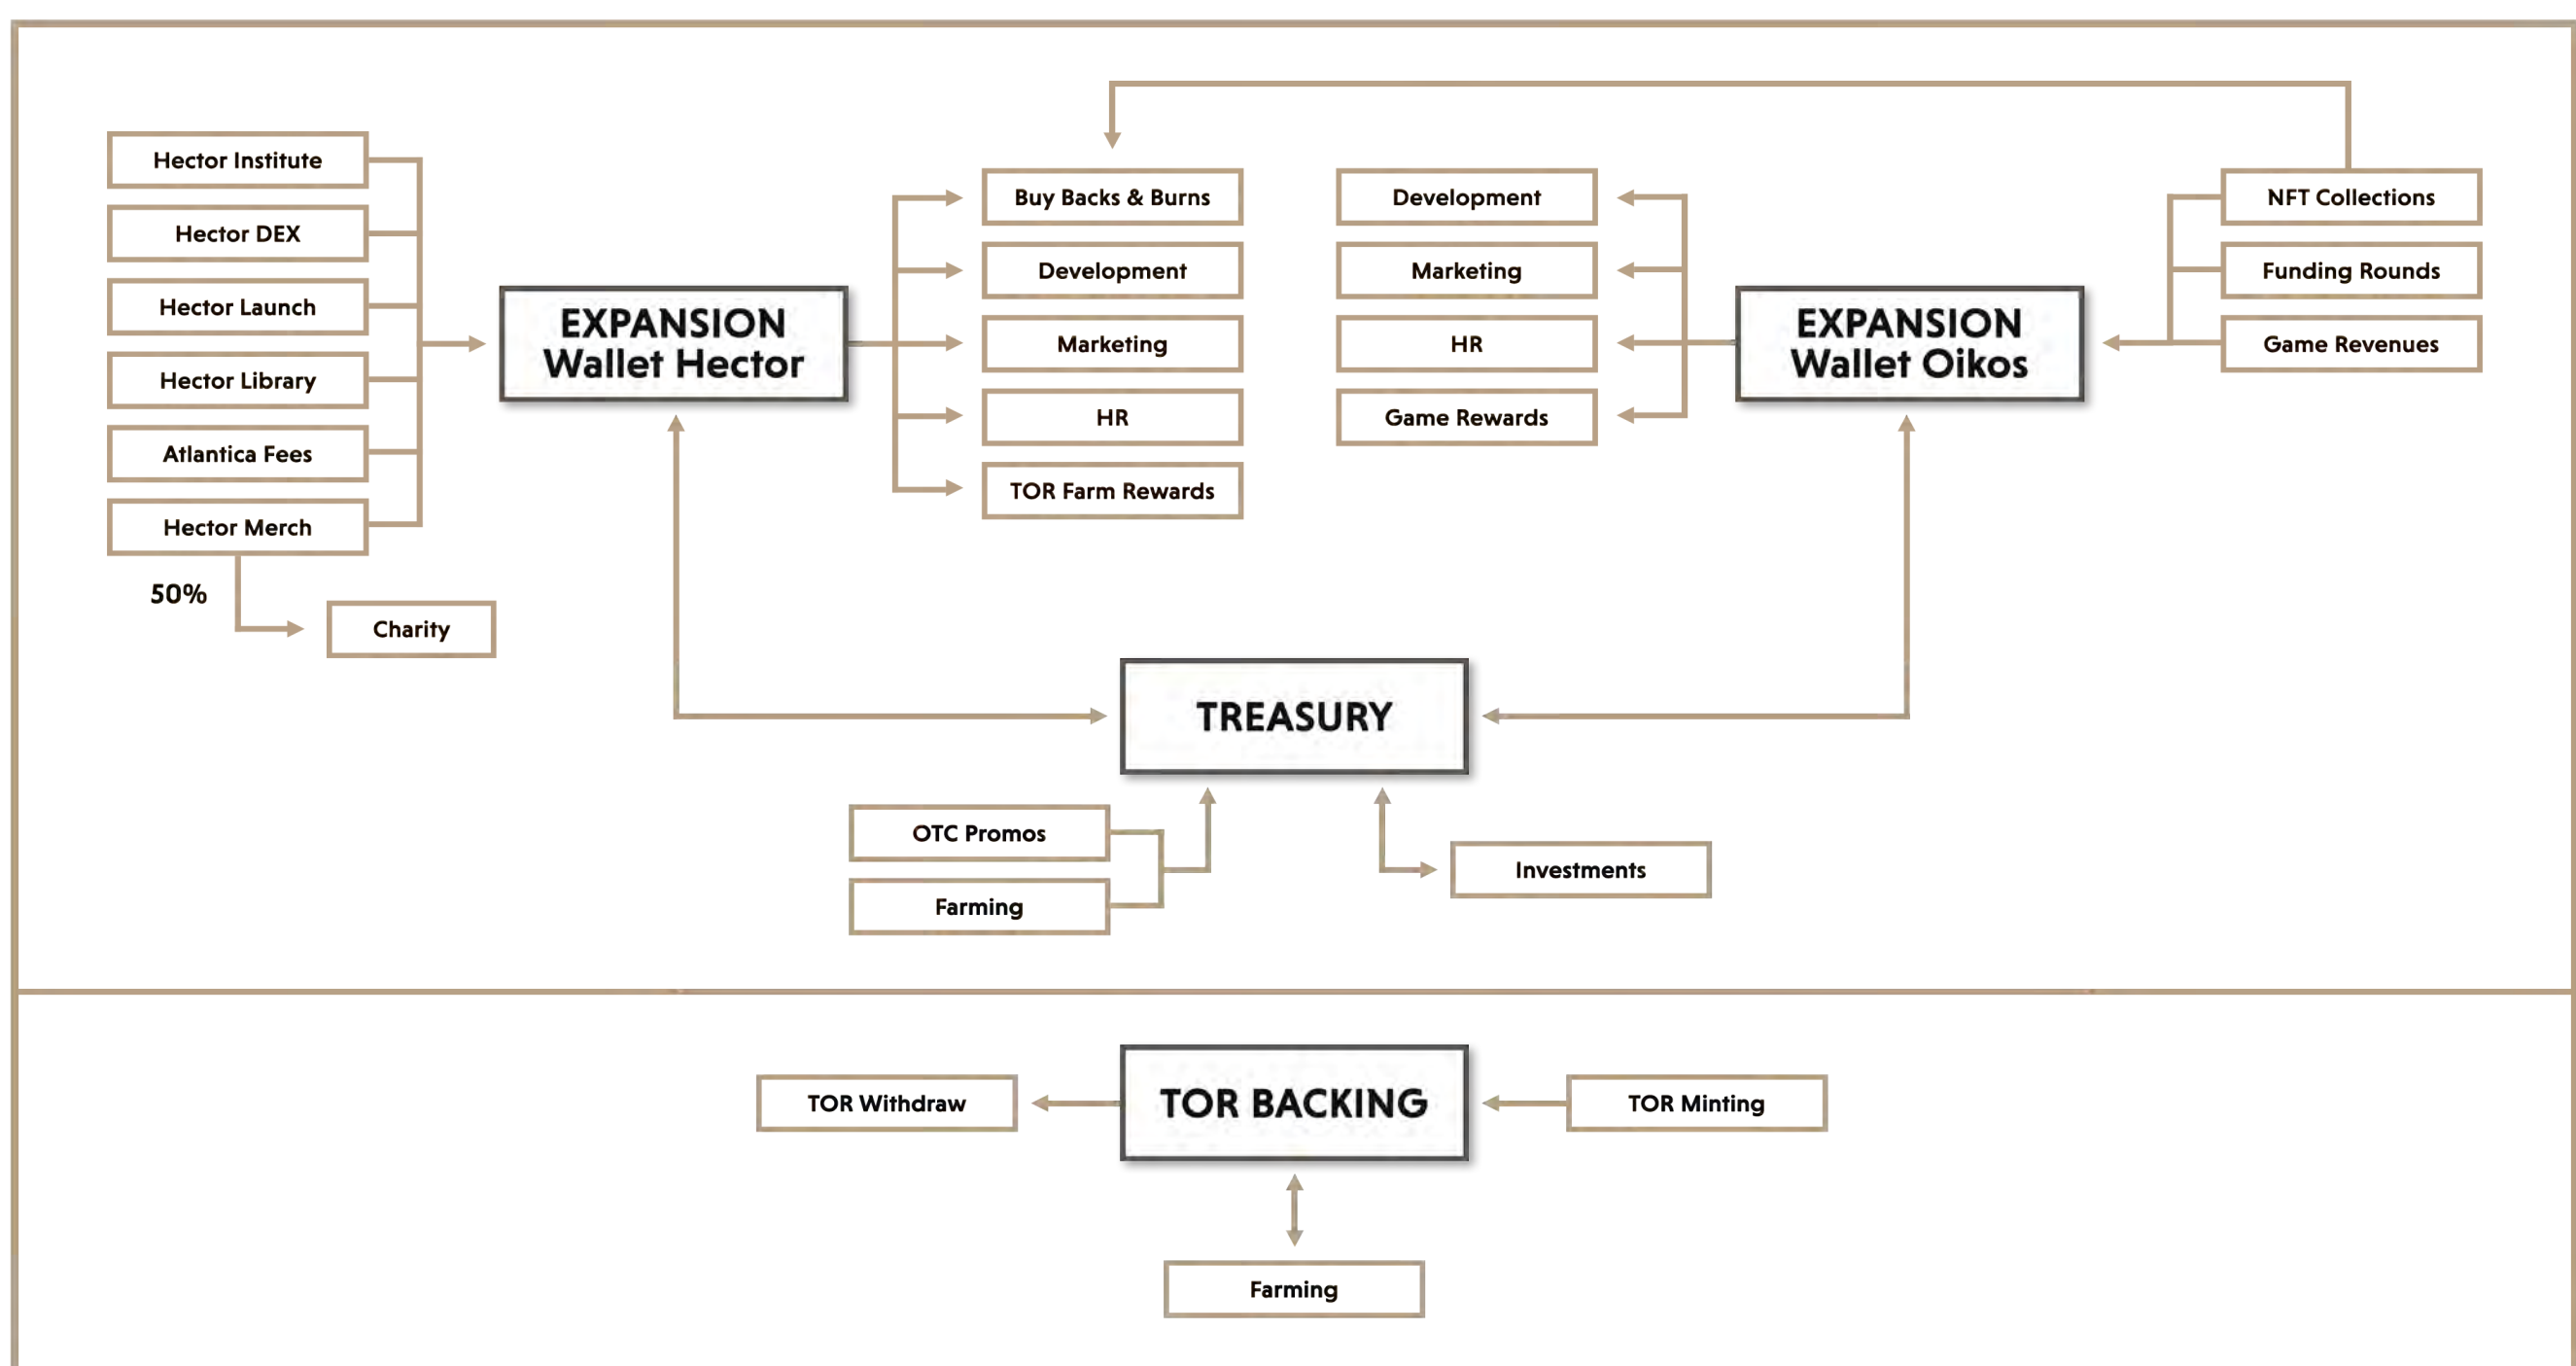 Hector Institute
Hector DEX
Hector Launch
Hector Library
Atlantica Fees
Hector Merch
50%
Charity
EXPANSION
Wallet Hector
Buy Backs & Burns
Development
Marketing
HR
TOR Farm Rewards
Development
Marketing
HR
Game Rewards
EXPANSION
Wallet Oikos
NFT Collections
Funding Rounds
Game Revenues
TREASURY
OTC Promos
Farming
Investments
TOR Withdraw
TOR BACKING
TOR Minting
Farming